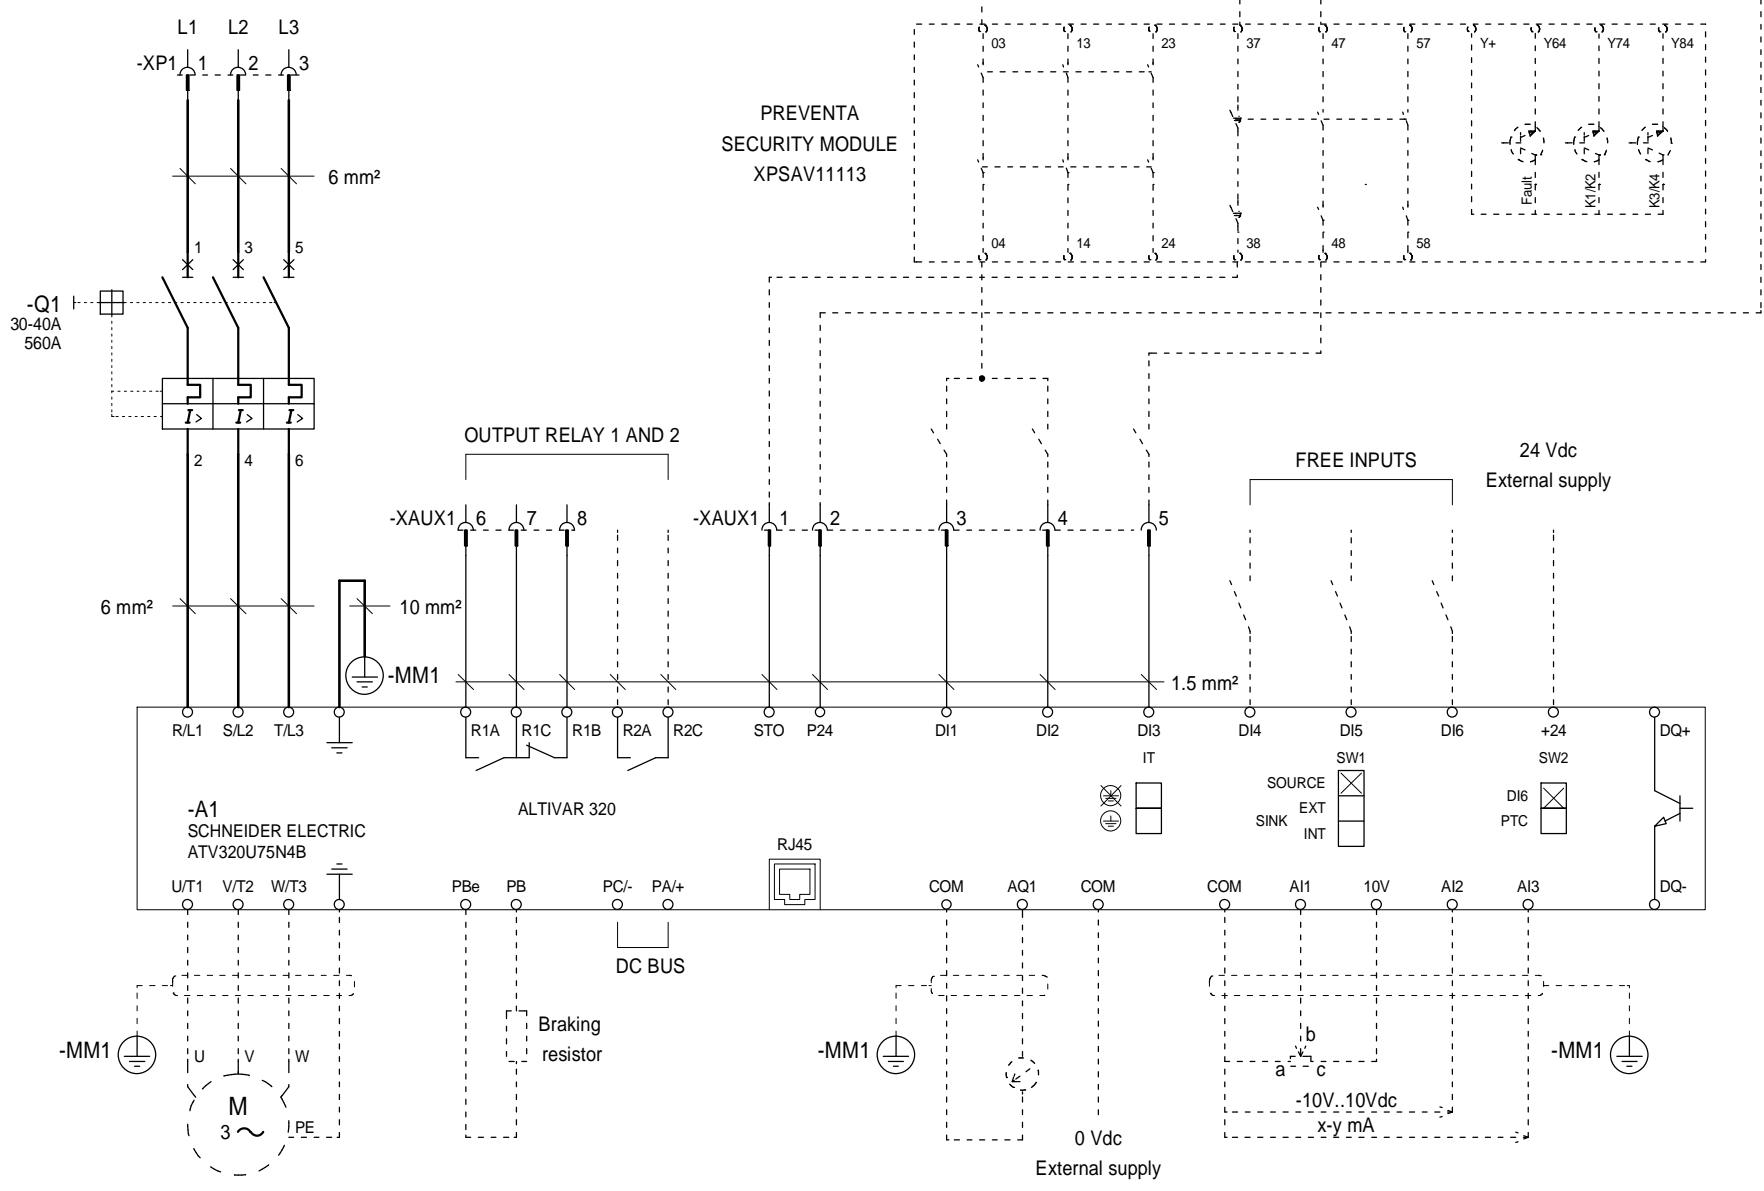 L1 L2 L3
-XP1 1 2 3
6 mm²
1 3 5
-Q1
30-40A
560A
I> I> I>
2 4 6
6 mm²
10 mm²
-MM1
PREVENTA
SECURITY MODULE
XPSAV11113
03 13 23 37 47 57 Y+ Y64 Y74 Y84
Fault K1/K2 K3/K4
04 14 24 38 48 58
OUTPUT RELAY 1 AND 2
-XAUX1 6 7 8
-XAUX1 1 2 3 4 5
FREE INPUTS
24 Vdc
External supply
1.5 mm²
R/L1 S/L2 T/L3 R1A R1C R1B R2A R2C STO P24 DI1 DI2 DI3 DI4 DI5 DI6 +24 DQ+
IT SW1 SW2
SOURCE
EXT
SINK
INT
DI6
PTC
-A1
SCHNEIDER ELECTRIC
ATV320U75N4B
ALTIVAR 320
RJ45
U/T1 V/T2 W/T3 PBe PB PC/- PA/+ COM AQ1 COM COM AI1 10V AI2 AI3 DQ-
DC BUS
-MM1
U V W
M
3
PE
Braking
resistor
-MM1
0 Vdc
External supply
b
a c
-10V..10Vdc
x-y mA
-MM1